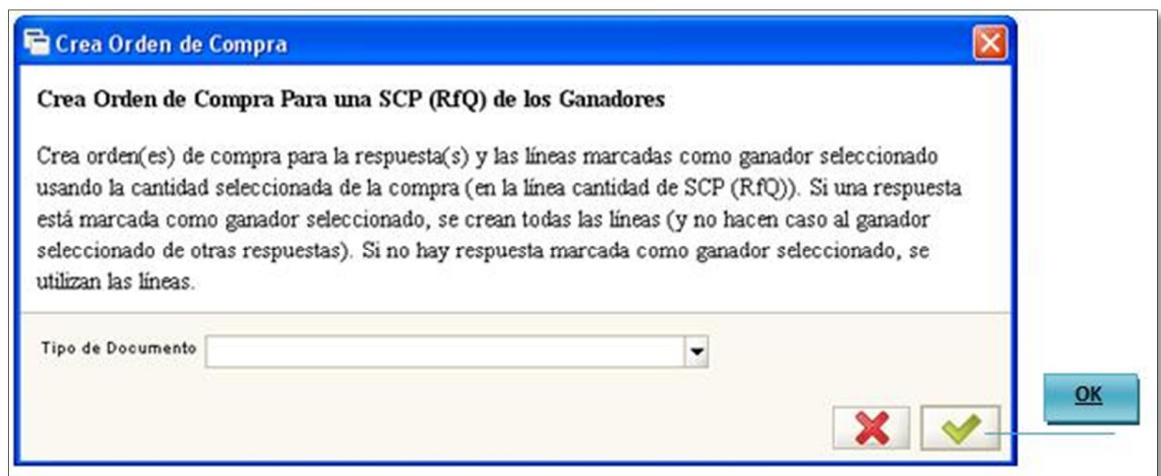 Crea Orden de Compra
Crea Orden de Compra Para una SCP (RfQ) de los Ganadores
Crea orden(es) de compra para la respuesta(s) y las líneas marcadas como ganador seleccionado
usando la cantidad seleccionada de la compra (en la línea cantidad de SCP (RfQ)). Si una respuesta
está marcada como ganador seleccionado, se crean todas las líneas (y no hacen caso al ganador
seleccionado de otras respuestas). Si no hay respuesta marcada como ganador seleccionado, se
utilizan las líneas.
Tipo de Documento
OK